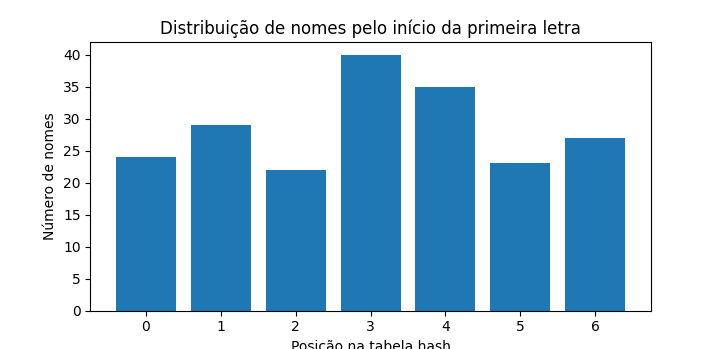 Distribuição de nomes pelo início da primeira letra
40
35
30
25
20
15
10
5
0
Número de nomes
0 1 2 3 4 5 6
Posição na tabela hash